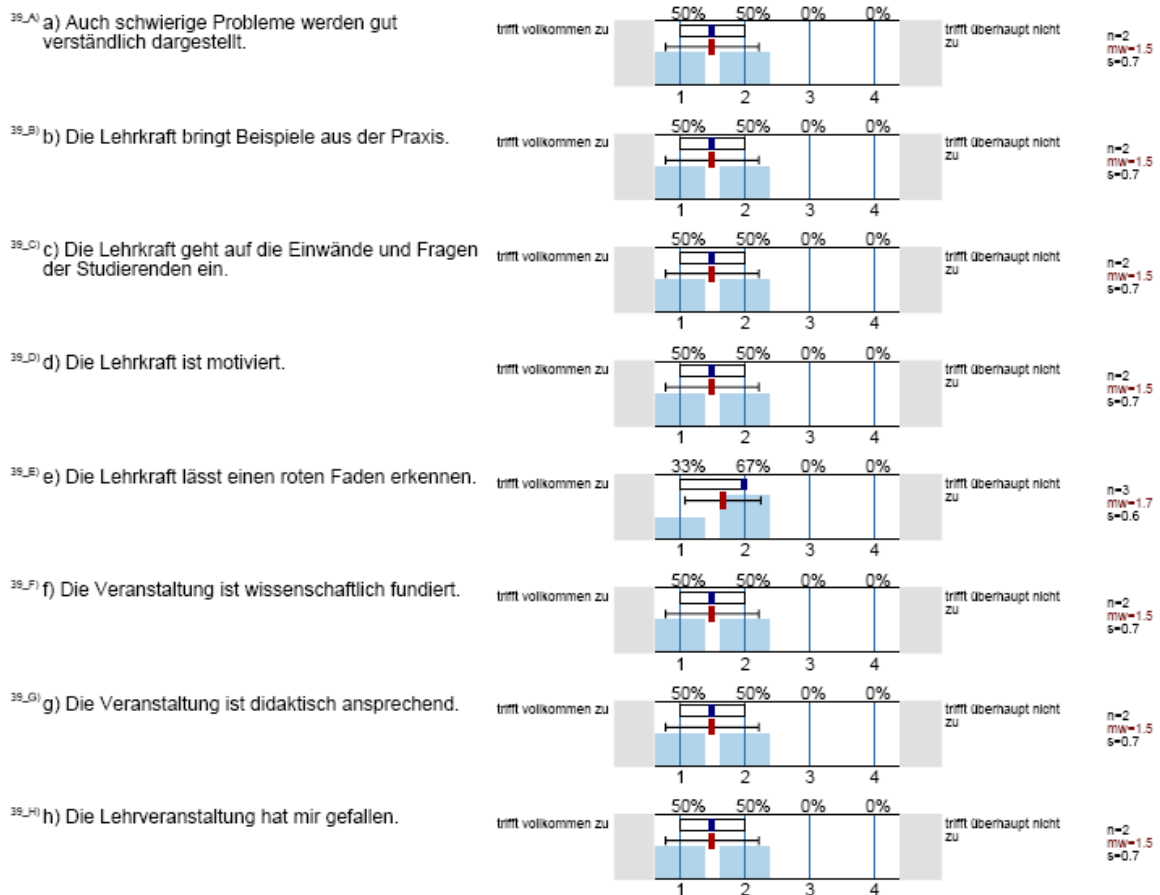 39_A) a) Auch schwierige Probleme werden gut
verständlich dargestellt.
trifft vollkommen zu
50% 50% 0% 0%
1 2 3 4
trifft überhaupt nicht
zu
n=2
mw=1.5
s=0.7
39_B) b) Die Lehrkraft bringt Beispiele aus der Praxis.
trifft vollkommen zu
50% 50% 0% 0%
1 2 3 4
trifft überhaupt nicht
zu
n=2
mw=1.5
s=0.7
39_C) c) Die Lehrkraft geht auf die Einwände und Fragen
der Studierenden ein.
trifft vollkommen zu
50% 50% 0% 0%
1 2 3 4
trifft überhaupt nicht
zu
n=2
mw=1.5
s=0.7
39_D) d) Die Lehrkraft ist motiviert.
trifft vollkommen zu
50% 50% 0% 0%
1 2 3 4
trifft überhaupt nicht
zu
n=2
mw=1.5
s=0.7
39_E) e) Die Lehrkraft lässt einen roten Faden erkennen.
trifft vollkommen zu
33% 67% 0% 0%
1 2 3 4
trifft überhaupt nicht
zu
n=3
mw=1.7
s=0.6
39_F) f) Die Veranstaltung ist wissenschaftlich fundiert.
trifft vollkommen zu
50% 50% 0% 0%
1 2 3 4
trifft überhaupt nicht
zu
n=2
mw=1.5
s=0.7
39_G) g) Die Veranstaltung ist didaktisch ansprechend.
trifft vollkommen zu
50% 50% 0% 0%
1 2 3 4
trifft überhaupt nicht
zu
n=2
mw=1.5
s=0.7
39_H) h) Die Lehrveranstaltung hat mir gefallen.
trifft vollkommen zu
50% 50% 0% 0%
1 2 3 4
trifft überhaupt nicht
zu
n=2
mw=1.5
s=0.7